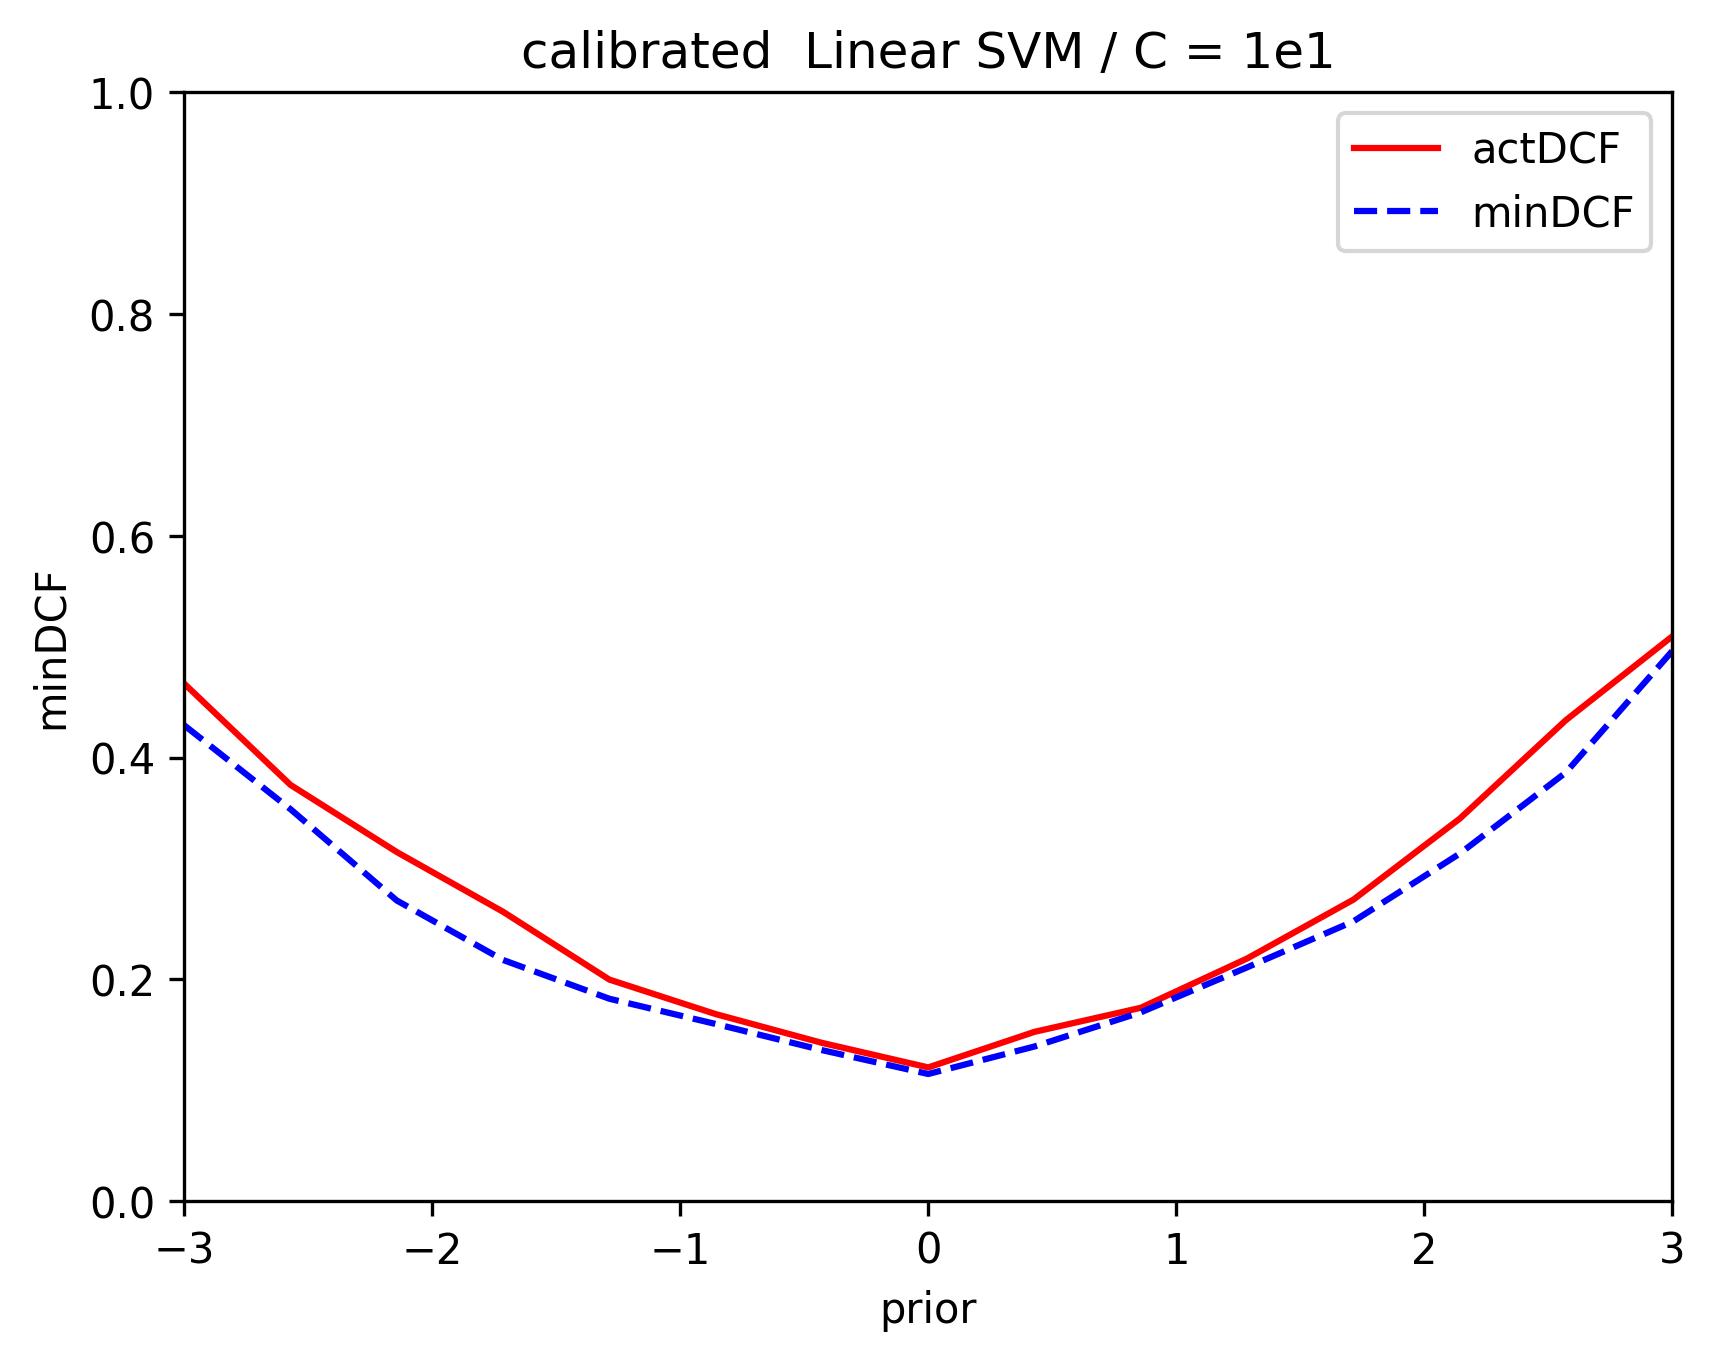 calibrated  Linear SVM / C = 1e1
actDCF
minDCF
1.0
0.8
0.6
0.4
0.2
0.0
minDCF
−3
−2
−1
0
1
2
3
prior